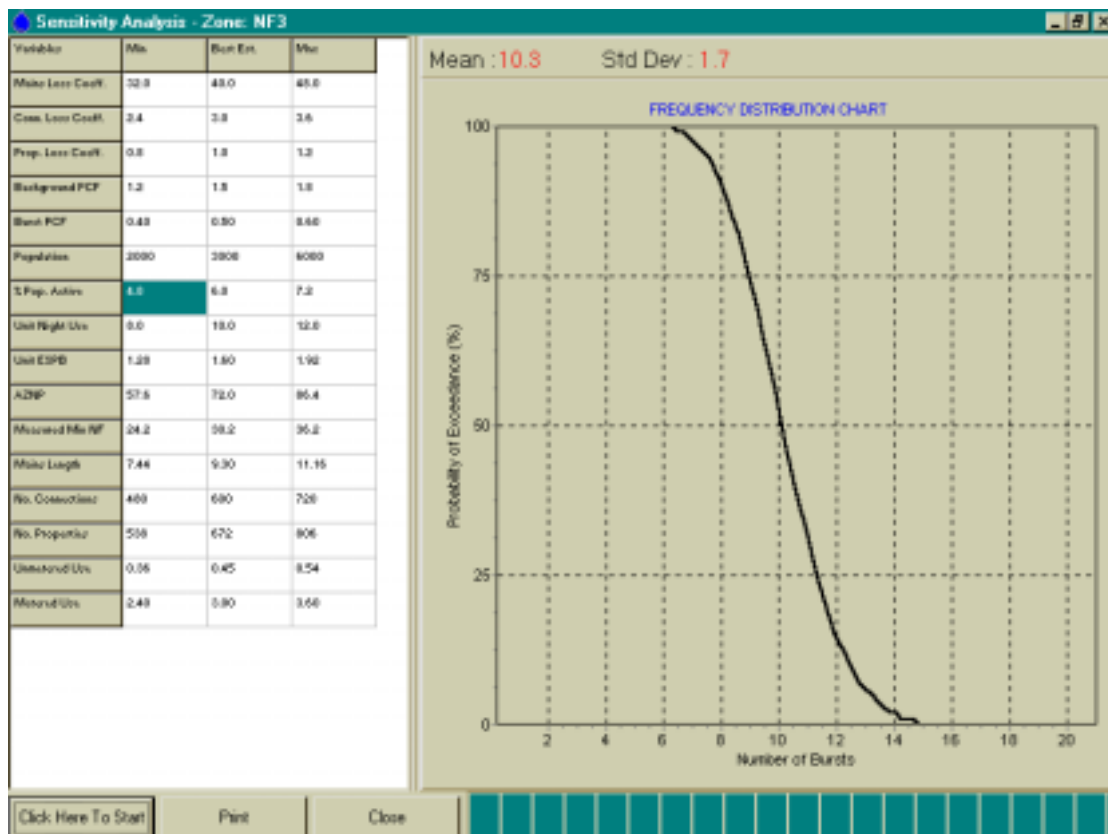 Sensitivity Analysis - Zone: NF3
Variables Min Best Est. Max
Mains Loss Coeff. 32.0 40.0 48.0
Conn. Loss Coeff. 2.4 3.0 3.6
Prop. Loss Coeff. 0.8 1.0 1.2
Background PCF 1.2 1.5 1.8
Burst PCF 0.40 0.50 0.60
Population 2000 3000 6000
% Pop. Active 4.8 6.0 7.2
Unit Night Use 8.0 10.0 12.0
Unit ESPB 1.28 1.60 1.92
AZNP 57.6 72.0 86.4
Measured Min NF 24.2 30.2 36.2
Mains Length 7.44 9.30 11.16
No. Connections 480 600 720
No. Properties 538 672 806
Unmetered Use 0.36 0.45 0.54
Metered Use 2.40 3.00 3.60
Mean : 10.3 Std Dev : 1.7
FREQUENCY DISTRIBUTION CHART
Probability of Exceedance (%)
100
75
50
25
0
2 4 6 8 10 12 14 16 18 20
Number of Bursts
Click Here To Start Print Close